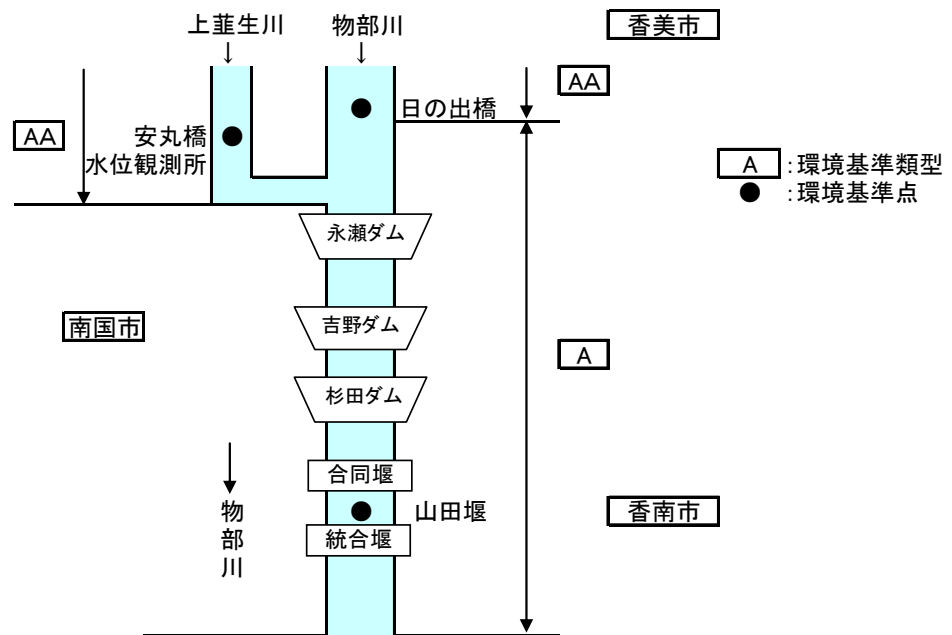 上韮生川
物部川
香美市
↓
↓
AA
AA
日の出橋
安丸橋
水位観測所
A
:環境基準類型
● :環境基準点
永瀬ダム
南国市
吉野ダム
A
杉田ダム
合同堰
山田堰
香南市
物部川
統合堰